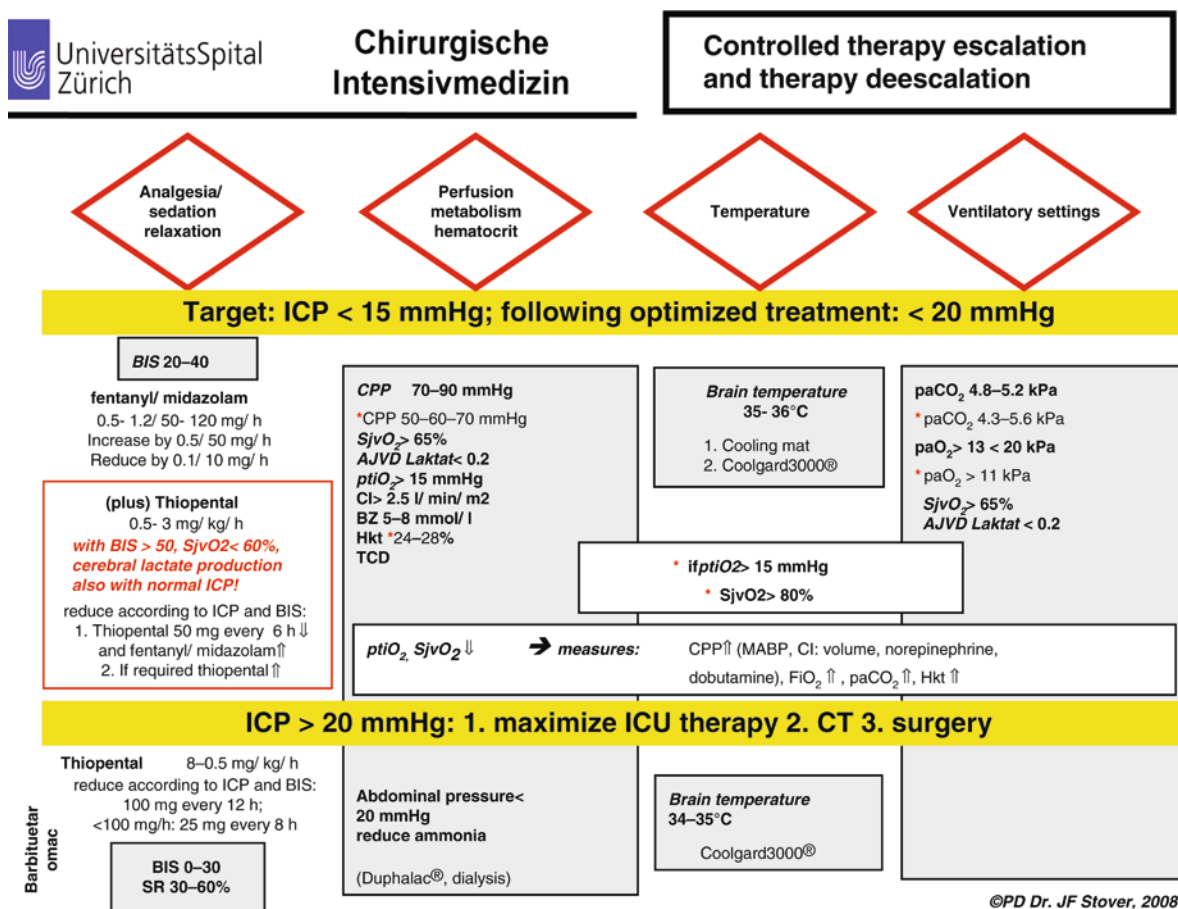 UniversitätsSpital
Zürich
Chirurgische
Intensivmedizin
Controlled therapy escalation
and therapy deescalation
Analgesia/
sedation
relaxation
Perfusion
metabolism
hematocrit
Temperature
Ventilatory settings
Target: ICP < 15 mmHg; following optimized treatment: < 20 mmHg
BIS 20–40
fentanyl/ midazolam
0.5- 1.2/ 50- 120 mg/ h
Increase by 0.5/ 50 mg/ h
Reduce by 0.1/ 10 mg/ h
(plus) Thiopental
0.5- 3 mg/ kg/ h
with BIS > 50, SjvO2< 60%,
cerebral lactate production
also with normal ICP!
reduce according to ICP and BIS:
1. Thiopental 50 mg every 6 h⇓
and fentanyl/ midazolam⇑
2. If required thiopental⇑
CPP 70–90 mmHg
*CPP 50–60–70 mmHg
SjvO₂> 65%
AJVD Laktat< 0.2
ptiO₂> 15 mmHg
CI> 2.5 l/ min/ m2
BZ 5–8 mmol/ l
Hkt *24–28%
TCD
Brain temperature
35- 36°C
1. Cooling mat
2. Coolgard3000®
paCO₂ 4.8–5.2 kPa
* paCO₂ 4.3–5.6 kPa
paO₂> 13 < 20 kPa
* paO₂ > 11 kPa
SjvO₂> 65%
AJVD Laktat < 0.2
* if ptiO2> 15 mmHg
* SjvO2> 80%
ptiO₂, SjvO₂ ⇓ ➔ measures: CPP⇑ (MABP, CI: volume, norepinephrine,
dobutamine), FiO₂ ⇑ , paCO₂ ⇑, Hkt ⇑
ICP > 20 mmHg: 1. maximize ICU therapy 2. CT 3. surgery
Barbituetar
omac
Thiopental 8–0.5 mg/ kg/ h
reduce according to ICP and BIS:
100 mg every 12 h;
<100 mg/h: 25 mg every 8 h
BIS 0–30
SR 30–60%
Abdominal pressure<
20 mmHg
reduce ammonia
(Duphalac®, dialysis)
Brain temperature
34–35°C
Coolgard3000®
©PD Dr. JF Stover, 2008